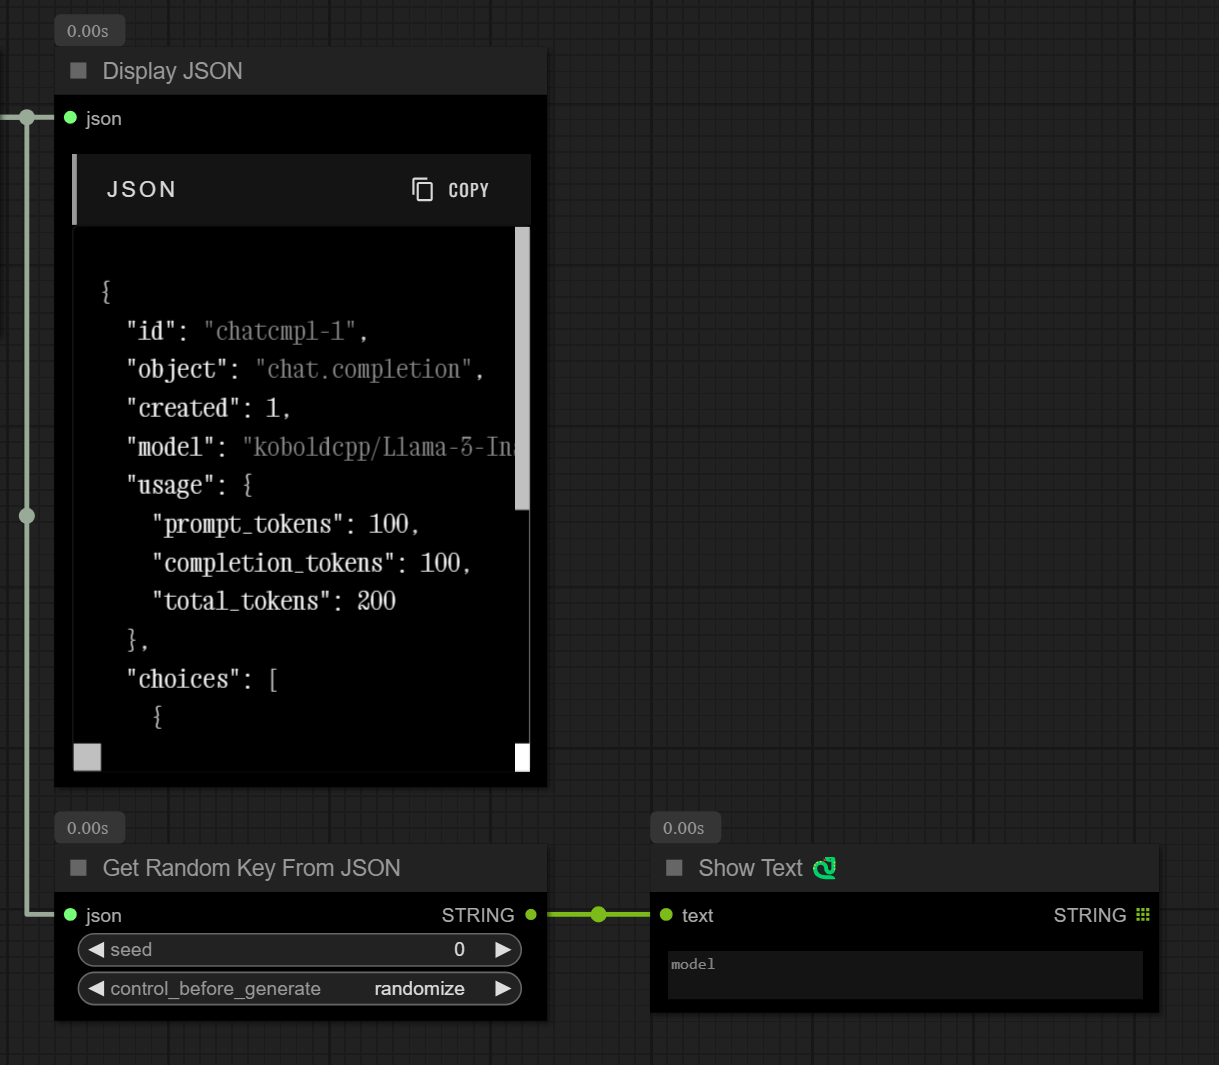 0.00s
Display JSON
json
JSON
COPY
{
"id": "chatcmpl-1",
"object": "chat.completion",
"created": 1,
"model": "koboldcpp/Llama-3-Ins
"usage": {
"prompt_tokens": 100,
"completion_tokens": 100,
"total_tokens": 200
},
"choices": [
{
0.00s
Get Random Key From JSON
json STRING
seed 0
control_before_generate randomize
0.00s
Show Text
text STRING
model